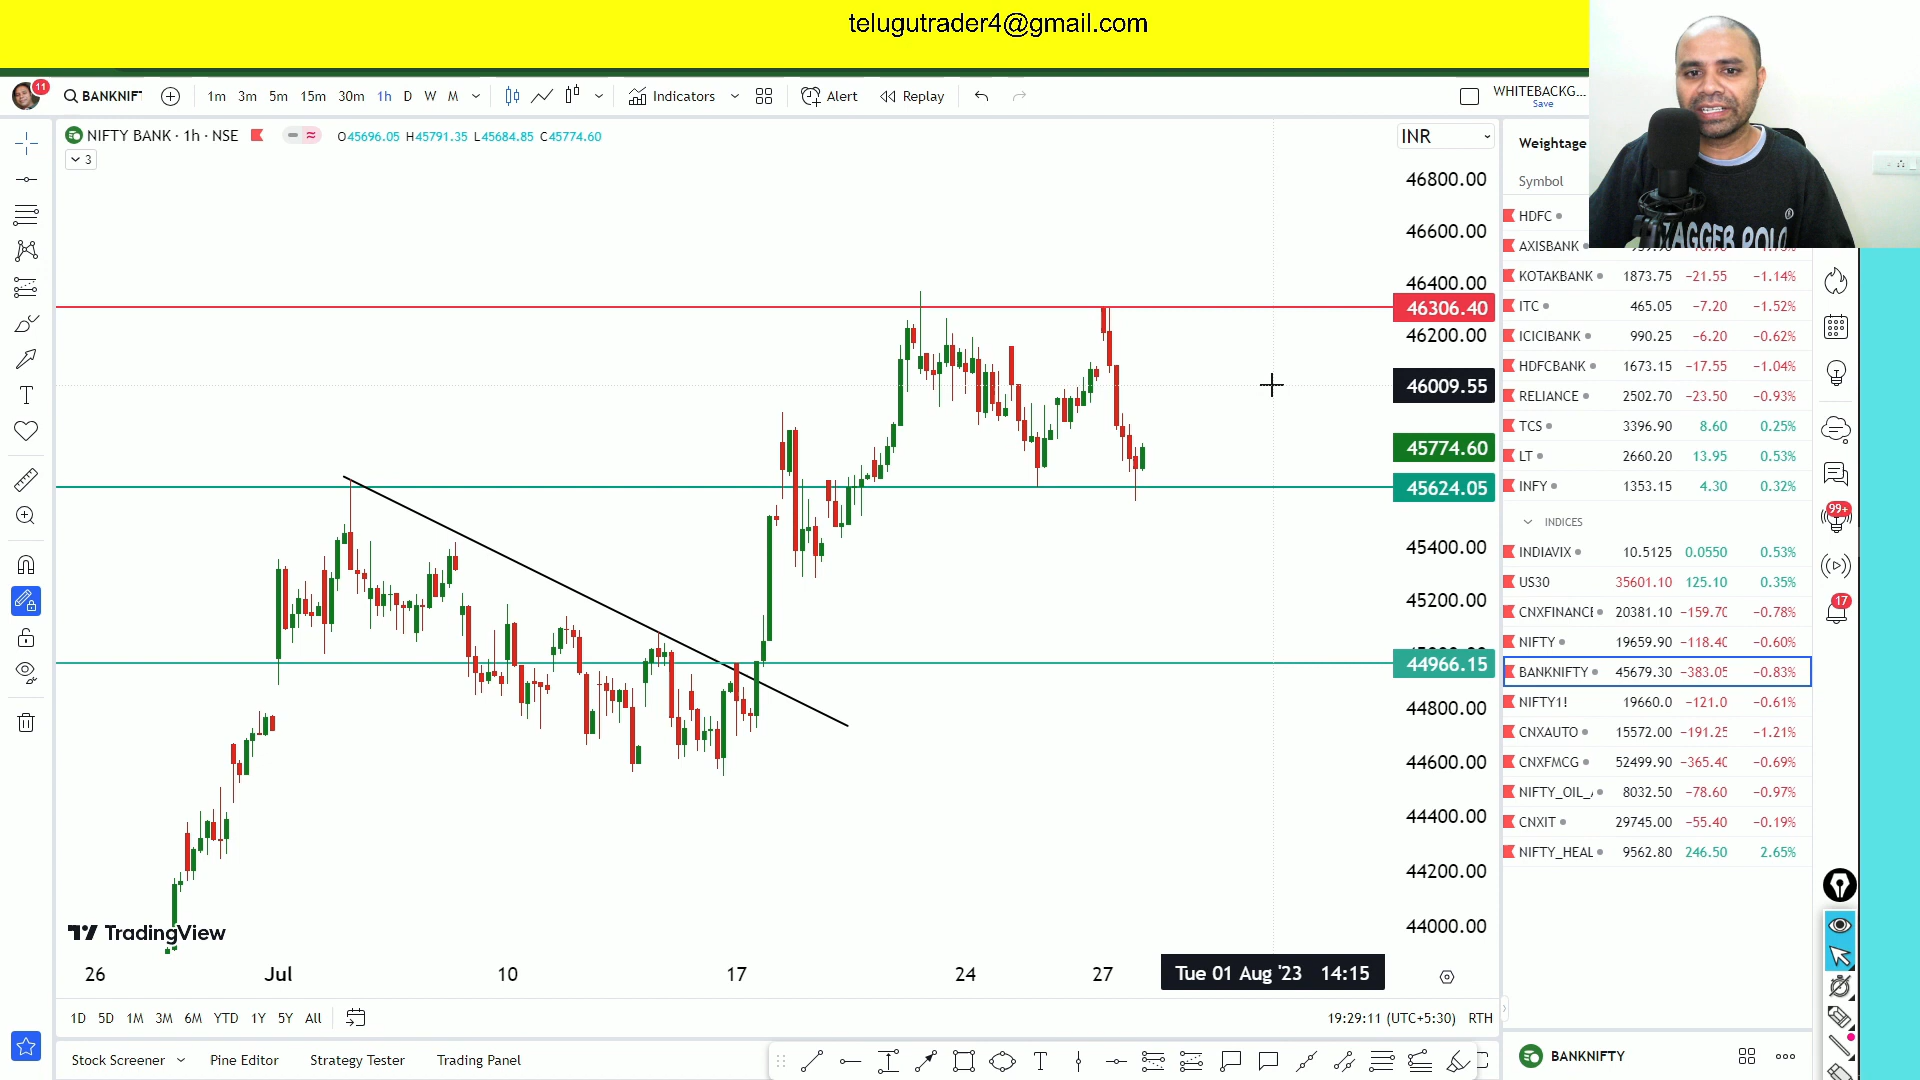 telugutrader4@gmail.com
11
BANKNIF
1m 3m 5m 15m 30m 1h D W M
Indicators
Alert
Replay
WHITEBACKG...
Save
NIFTY BANK · 1h · NSE
O45696.05 H45791.35 L45684.85 C45774.60
3
INR
46800.00
46600.00
46400.00
46306.40
46200.00
46009.55
45774.60
45624.05
45400.00
45200.00
44966.15
44800.00
44600.00
44400.00
44200.00
44000.00
TradingView
26 Jul 10 17 24 27
Tue 01 Aug '23 14:15
1D 5D 1M 3M 6M YTD 1Y 5Y All
19:29:11 (UTC+5:30) RTH
Stock Screener Pine Editor Strategy Tester Trading Panel
Weightage
Symbol
HDFC
AXISBANK
KOTAKBANK 1873.75 −21.55 −1.14%
ITC 465.05 −7.20 −1.52%
ICICIBANK 990.25 −6.20 −0.62%
HDFCBANK 1673.15 −17.55 −1.04%
RELIANCE 2502.70 −23.50 −0.93%
TCS 3396.90 8.60 0.25%
LT 2660.20 13.95 0.53%
INFY 1353.15 4.30 0.32%
INDICES
INDIAVIX 10.5125 0.0550 0.53%
US30 35601.10 125.10 0.35%
CNXFINANCE 20381.10 −159.70 −0.78%
NIFTY 19659.90 −118.40 −0.60%
BANKNIFTY 45679.30 −383.05 −0.83%
NIFTY1! 19660.0 −121.0 −0.61%
CNXAUTO 15572.00 −191.25 −1.21%
CNXFMCG 52499.90 −365.40 −0.69%
NIFTY_OIL_ 8032.50 −78.60 −0.97%
CNXIT 29745.00 −55.40 −0.19%
NIFTY_HEAL 9562.80 246.50 2.65%
99+
17
BANKNIFTY
POLO